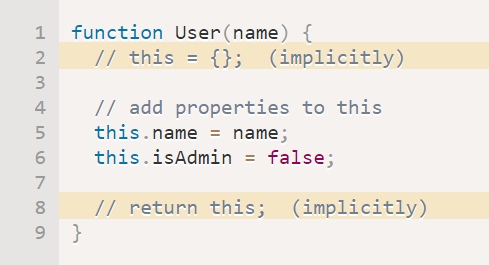 1 function User(name) {
2   // this = {};  (implicitly)
3
4   // add properties to this
5   this.name = name;
6   this.isAdmin = false;
7
8   // return this;  (implicitly)
9 }